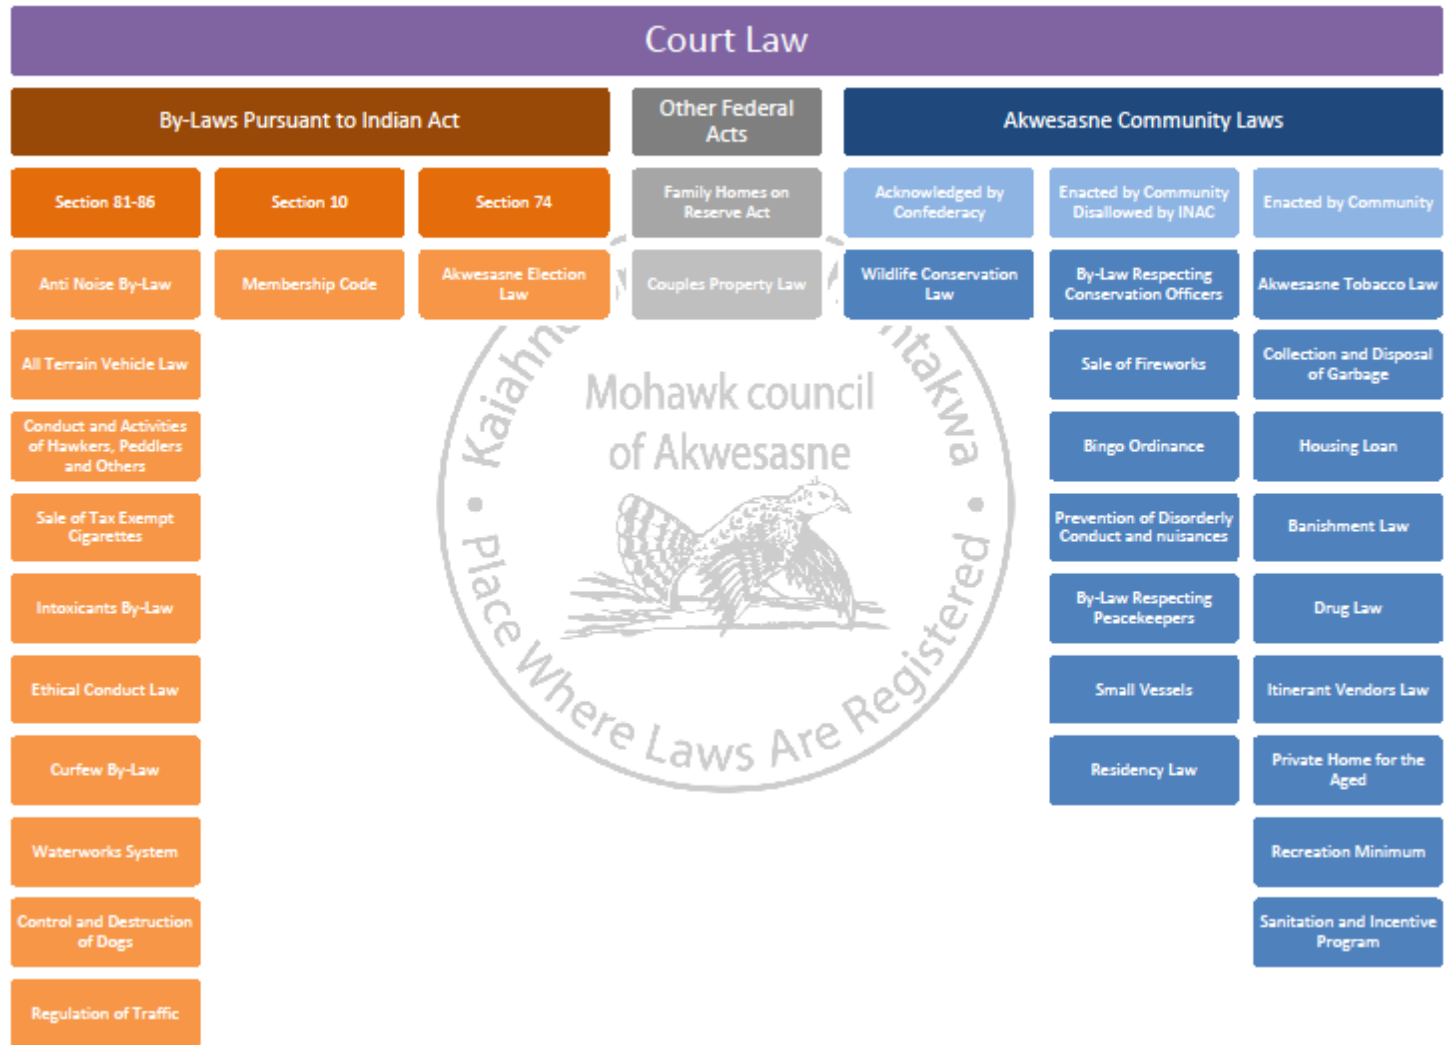 Court Law
By-Laws Pursuant to Indian Act
Other Federal
Acts
Akwesasne Community Laws
Section 81-86
Section 10
Section 74
Family Homes on
Reserve Act
Acknowledged by
Confederacy
Enacted by Community
Disallowed by INAC
Enacted by Community
Anti Noise By-Law
Membership Code
Akwesasne Election
Law
Couples Property Law
Wildlife Conservation
Law
By-Law Respecting
Conservation Officers
Akwesasne Tobacco Law
All Terrain Vehicle Law
Sale of Fireworks
Collection and Disposal
of Garbage
Conduct and Activities
of Hawkers, Peddlers
and Others
Bingo Ordinance
Housing Loan
Sale of Tax Exempt
Cigarettes
Prevention of Disorderly
Conduct and nuisances
Banishment Law
Intoxicants By-Law
By-Law Respecting
Peacekeepers
Drug Law
Ethical Conduct Law
Small Vessels
Itinerant Vendors Law
Curfew By-Law
Residency Law
Private Home for the
Aged
Waterworks System
Recreation Minimum
Control and Destruction
of Dogs
Sanitation and Incentive
Program
Regulation of Traffic
Mohawk council
of Akwesasne
Place Where Laws Are Registered